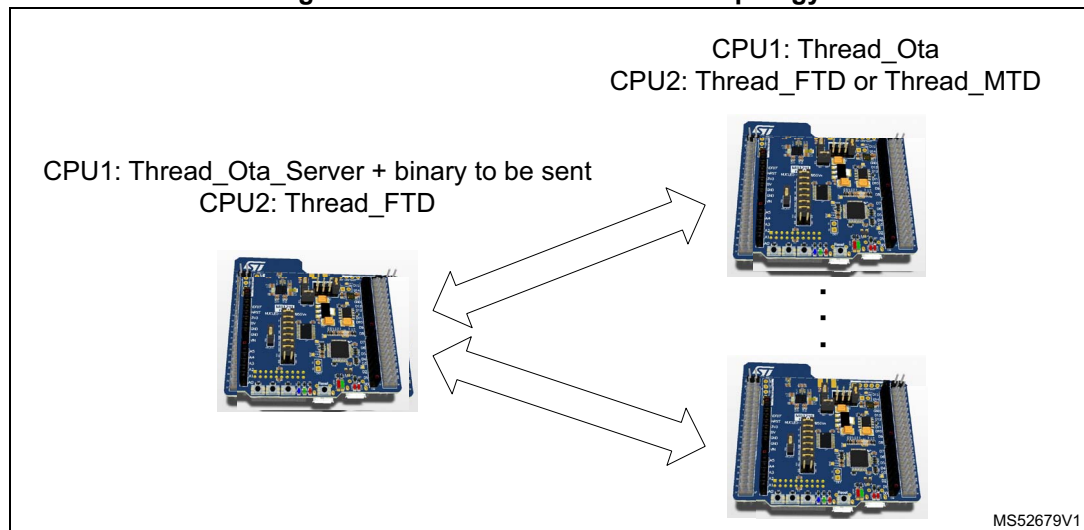 CPU1: Thread_Ota
CPU2: Thread_FTD or Thread_MTD
CPU1: Thread_Ota_Server + binary to be sent
CPU2: Thread_FTD
MS52679V1